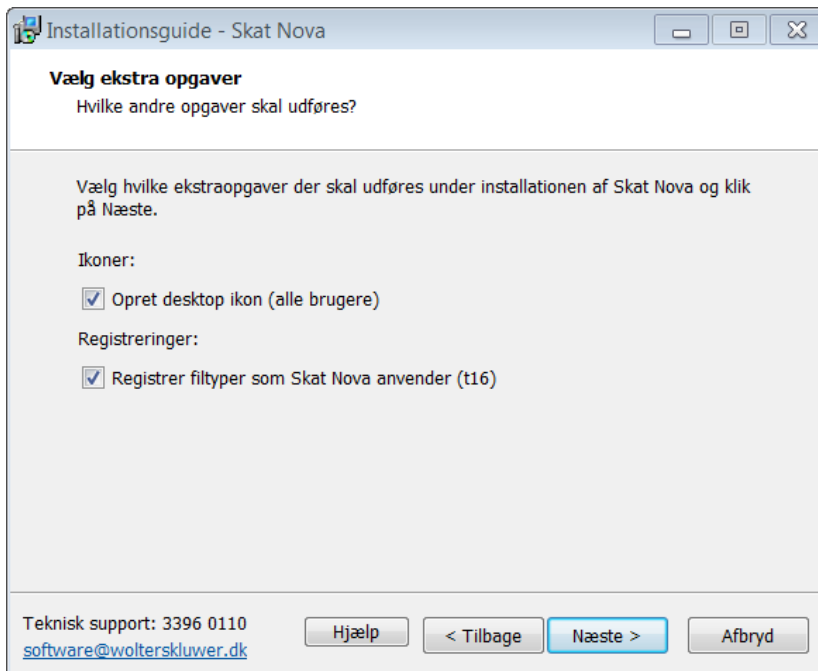 Installationsguide - Skat Nova
Vælg ekstra opgaver
Hvilke andre opgaver skal udføres?
Vælg hvilke ekstraopgaver der skal udføres under installationen af Skat Nova og klik
på Næste.
Ikoner:
Opret desktop ikon (alle brugere)
Registreringer:
Registrer filtyper som Skat Nova anvender (t16)
Teknisk support: 3396 0110
software@wolterskluwer.dk
Hjælp
< Tilbage
Næste >
Afbryd